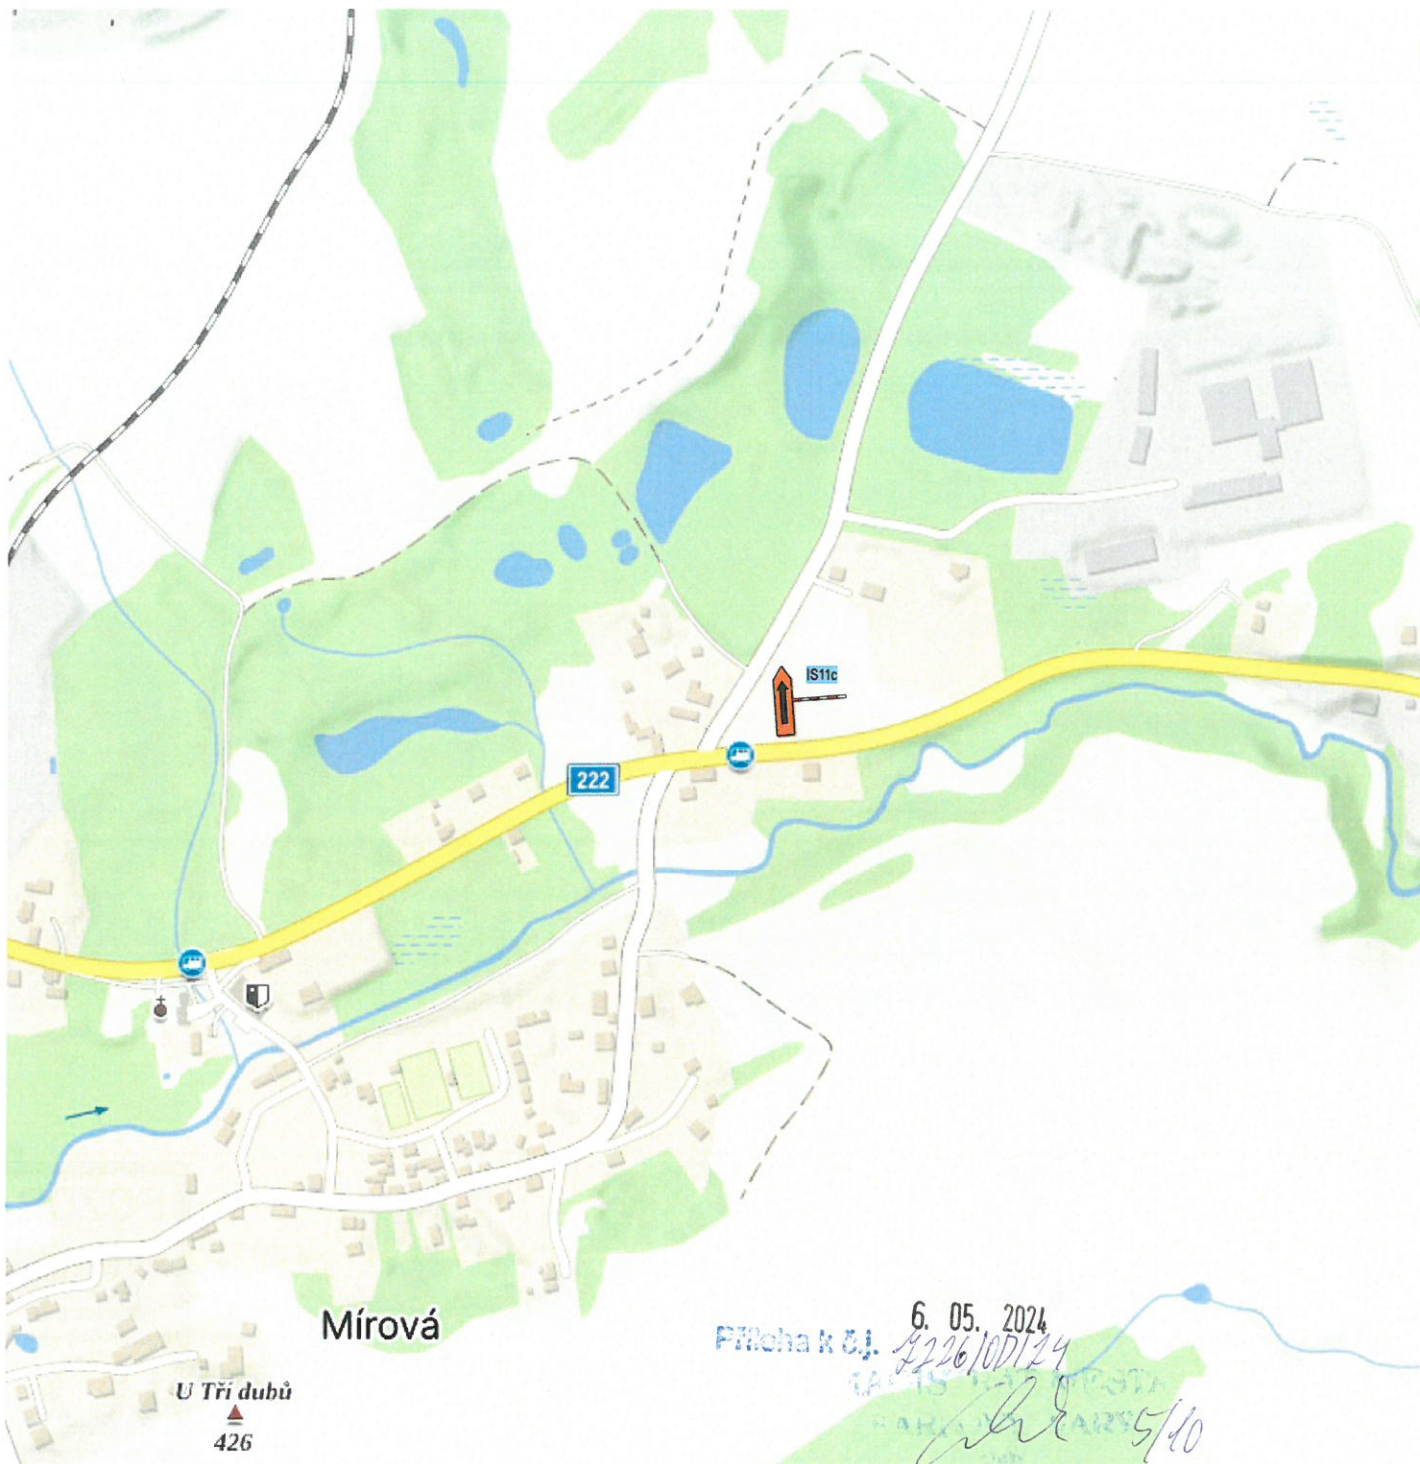 IS11c
222
Mírová
U Tří dubů
426
6. 05. 2024
Příloha k č.j.
5/10